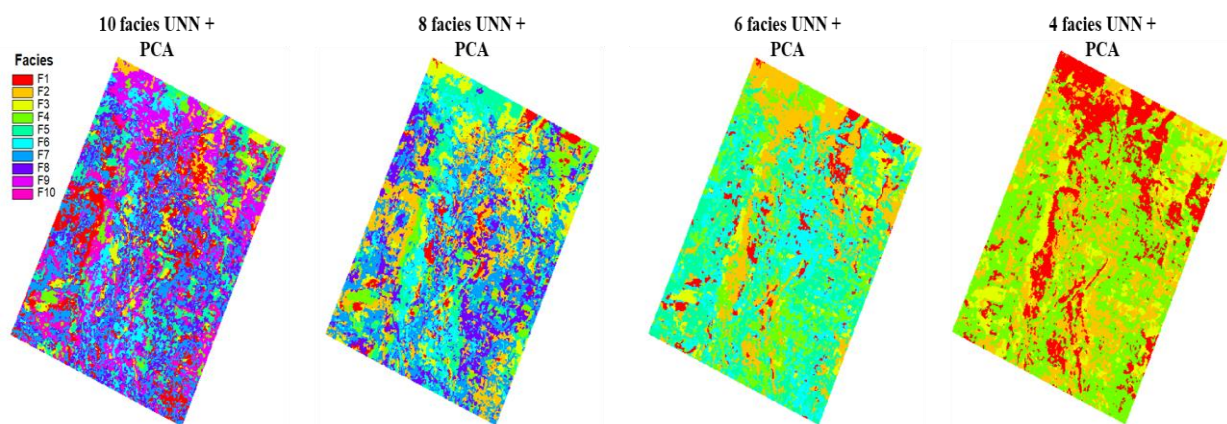 10 facies UNN +
PCA
8 facies UNN +
PCA
6 facies UNN +
PCA
4 facies UNN +
PCA
Facies
F1
F2
F3
F4
F5
F6
F7
F8
F9
F10